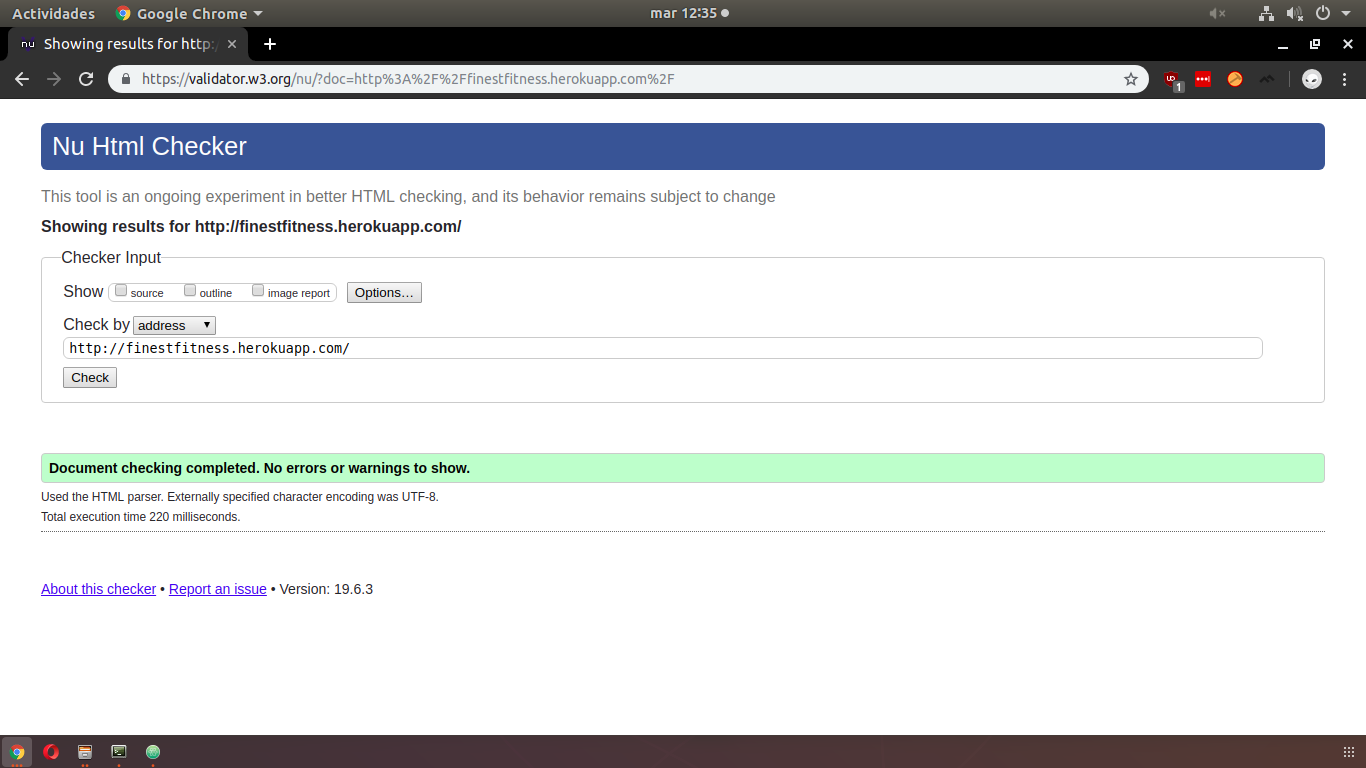 Actividades Google Chrome mar 12:35
nu Showing results for http:/
https://validator.w3.org/nu/?doc=http%3A%2F%2Ffinestfitness.herokuapp.com%2F
1
Nu Html Checker
This tool is an ongoing experiment in better HTML checking, and its behavior remains subject to change
Showing results for http://finestfitness.herokuapp.com/
Checker Input
Show source outline image report Options...
Check by address
http://finestfitness.herokuapp.com/
Check
Document checking completed. No errors or warnings to show.
Used the HTML parser. Externally specified character encoding was UTF-8.
Total execution time 220 milliseconds.
About this checker • Report an issue • Version: 19.6.3